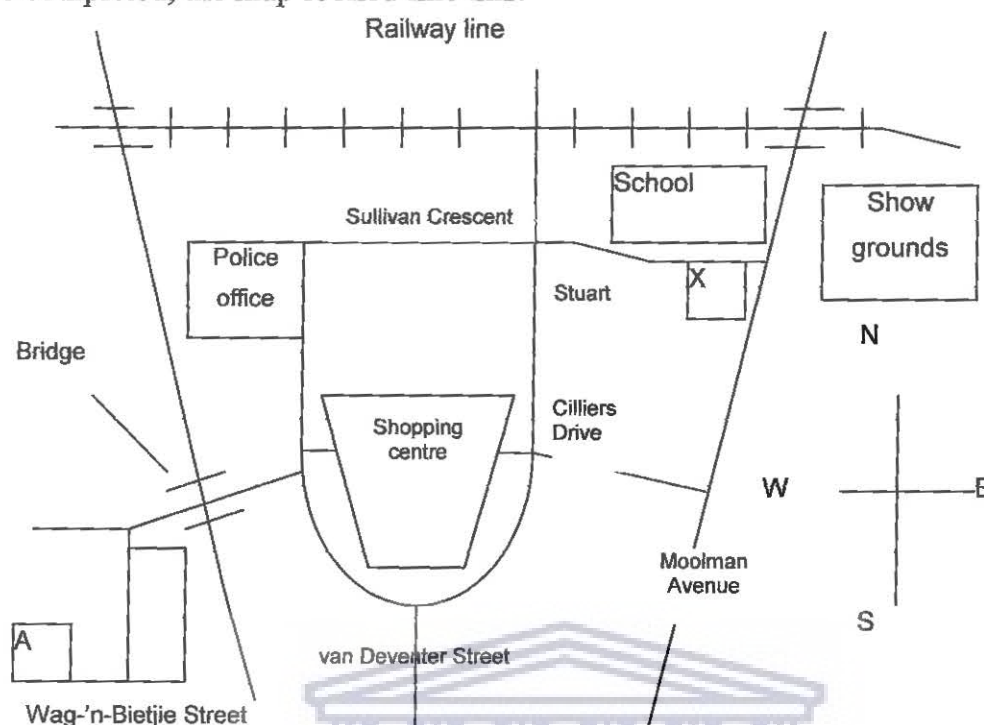 Railway line
School
Show
grounds
Sullivan Crescent
Police
office
Stuart
X
N
Bridge
Shopping
centre
Cilliers
Drive
W
E
Moolman
Avenue
S
A
van Deventer Street
Wag-'n-Bietjie Street